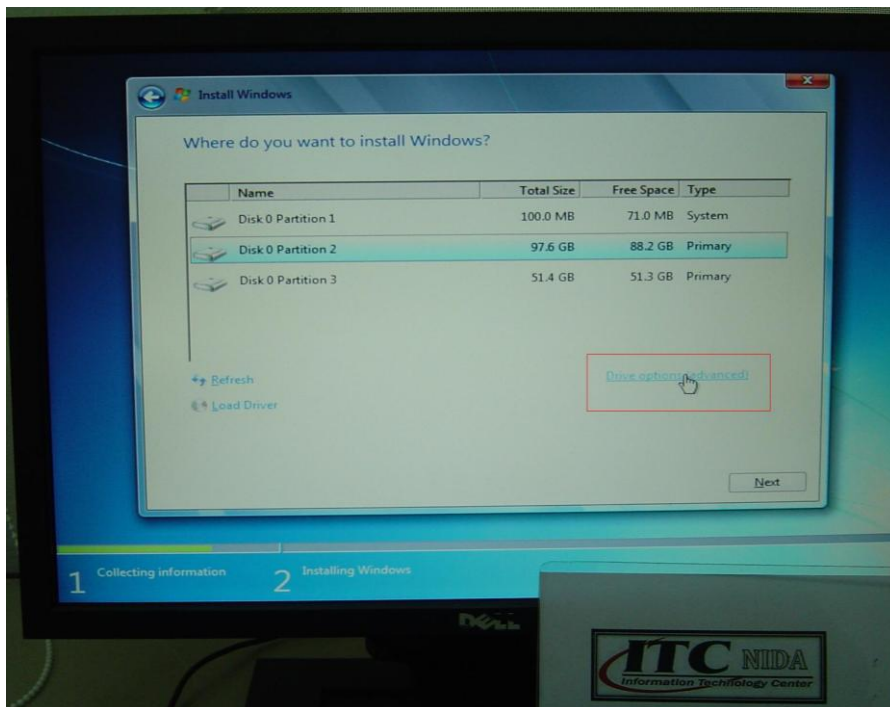 Install Windows
Where do you want to install Windows?
Name Total Size Free Space Type
Disk 0 Partition 1 100.0 MB 71.0 MB System
Disk 0 Partition 2 97.6 GB 88.2 GB Primary
Disk 0 Partition 3 51.4 GB 51.3 GB Primary
Refresh
Drive options (advanced)
Load Driver
Next
1 Collecting information
2 Installing Windows
DELL
ITC NIDA
Information Technology Center